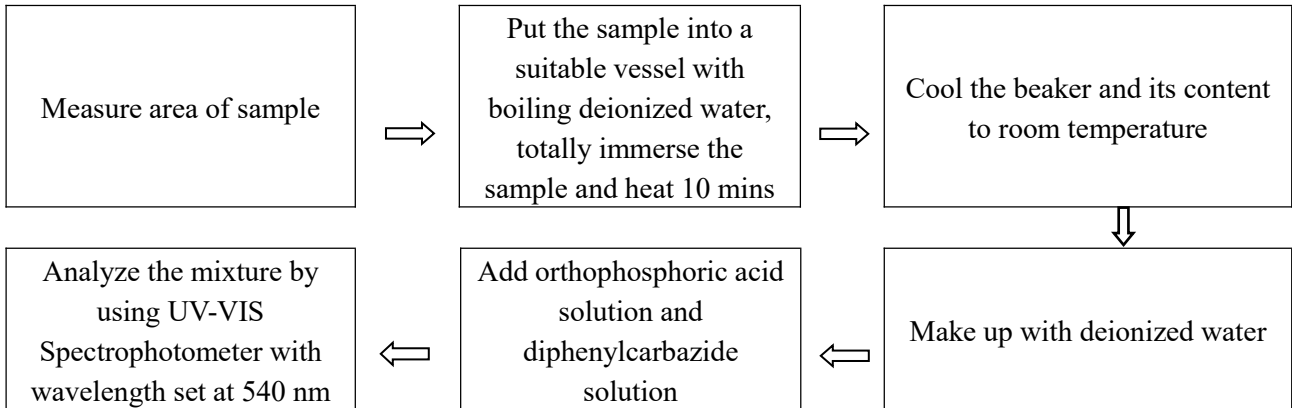 Measure area of sample
Put the sample into a
suitable vessel with
boiling deionized water,
totally immerse the
sample and heat 10 mins
Cool the beaker and its content
to room temperature
Make up with deionized water
Add orthophosphoric acid
solution and
diphenylcarbazide
solution
Analyze the mixture by
using UV-VIS
Spectrophotometer with
wavelength set at 540 nm